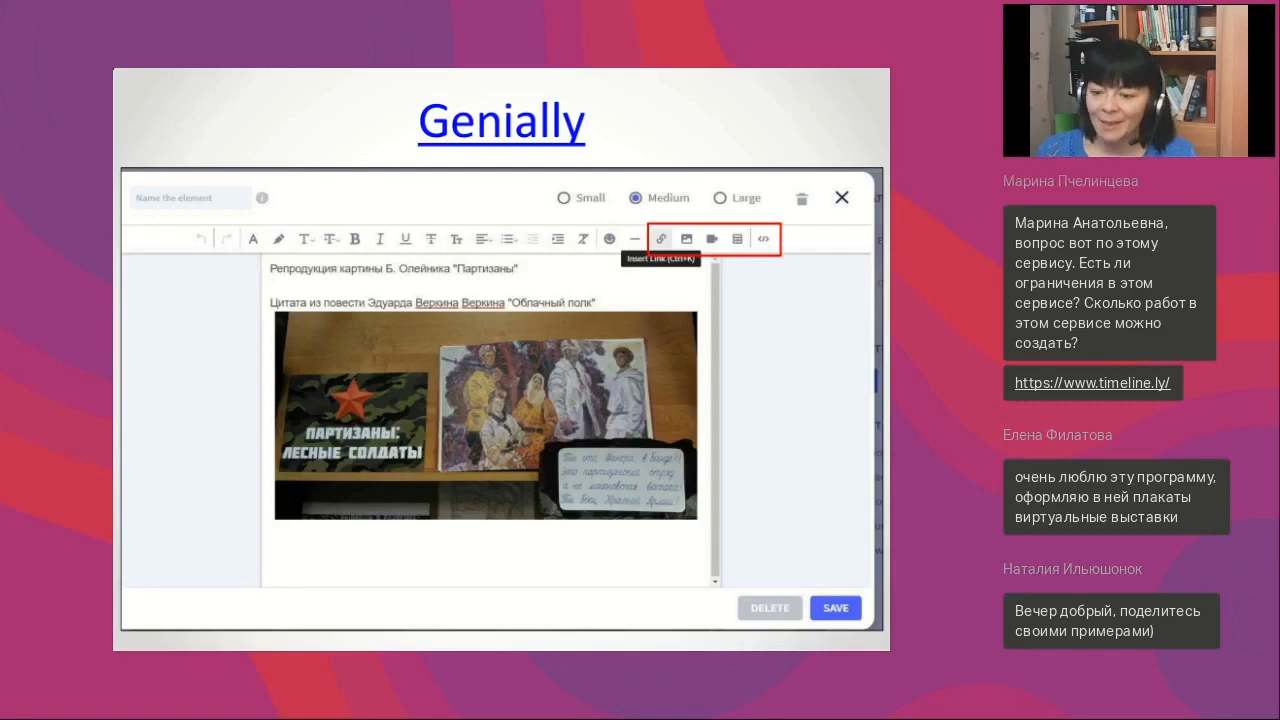 Genially
Name the element
Small
Medium
Large
Insert Link (Ctrl+K)
Репродукция картины Б. Олейника "Партизаны"
Цитата из повести Эдуарда Веркина Веркина "Облачный полк"
ПАРТИЗАНЫ:
ЛЕСНЫЕ СОЛДАТЫ
DELETE
SAVE
Марина Пчелинцева
Марина Анатольевна,
вопрос вот по этому
сервису. Есть ли
ограничения в этом
сервисе? Сколько работ в
этом сервисе можно
создать?
https://www.timeline.ly/
Елена Филатова
очень люблю эту программу,
оформляю в ней плакаты
виртуальные выставки
Наталия Ильюшонок
Вечер добрый, поделитесь
своими примерами)